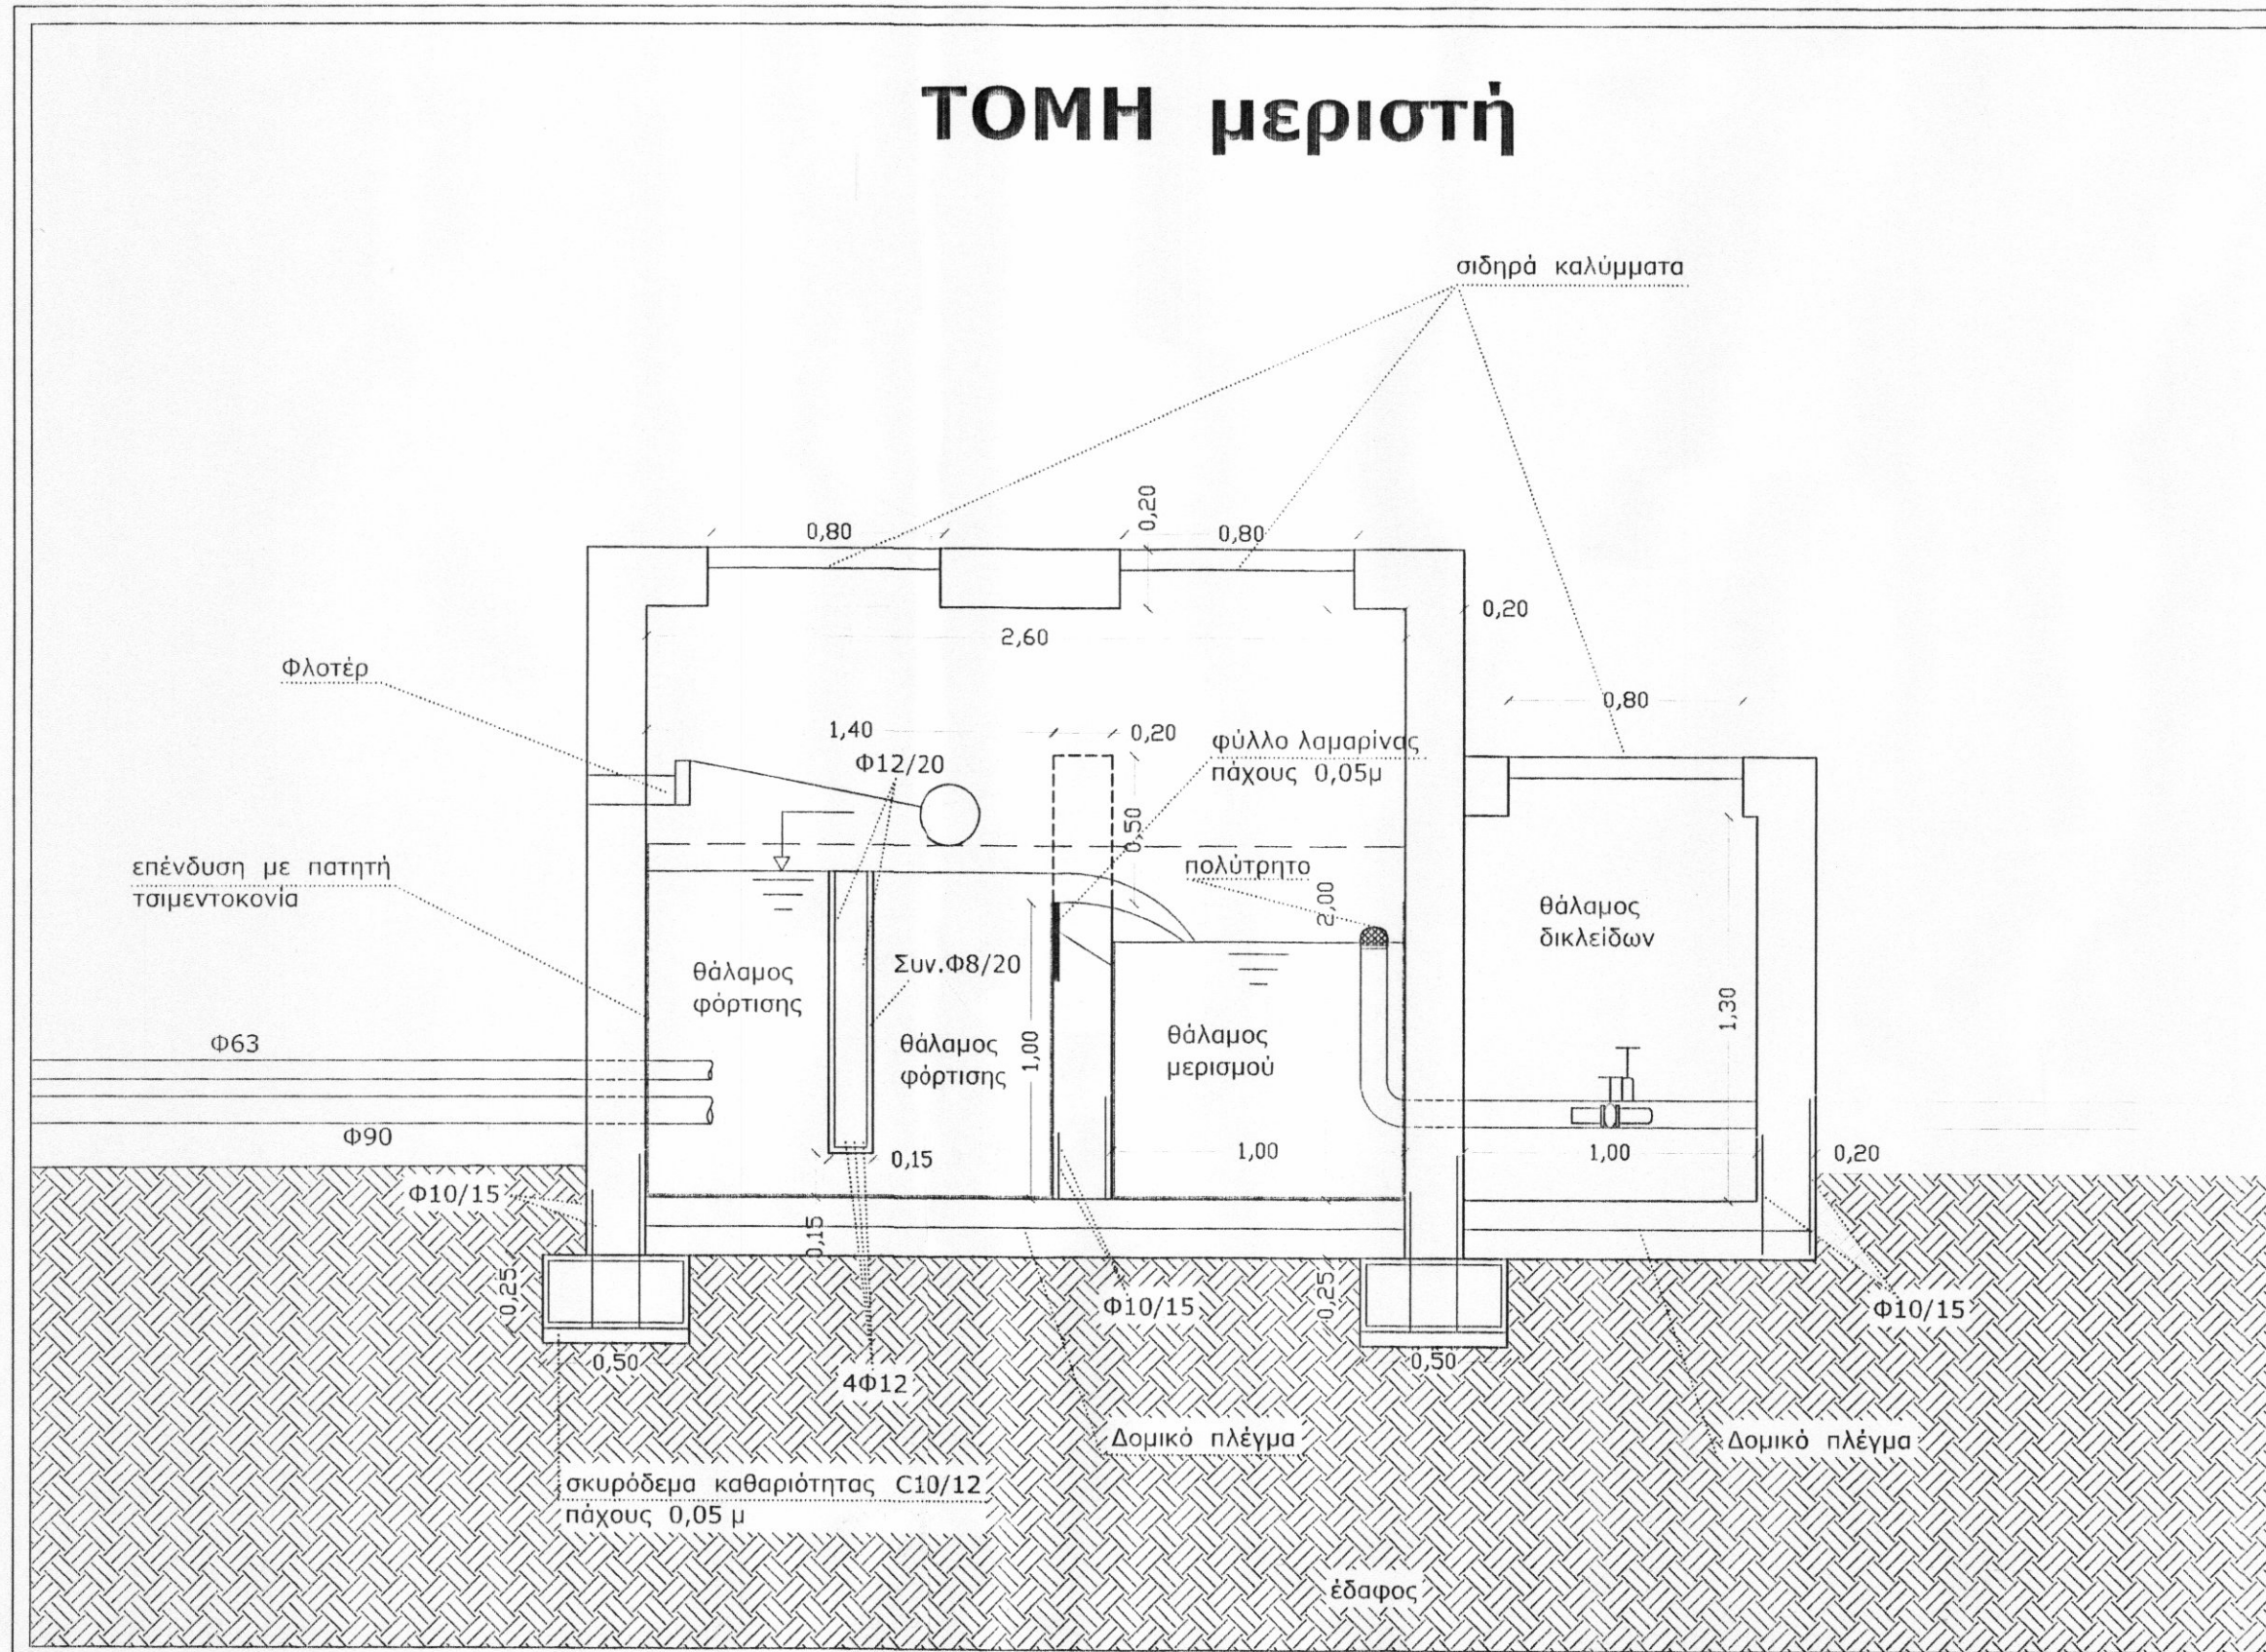 ΤΟΜΗ μεριστή
σιδηρά καλύμματα
0,80
0,20
0,80
0,20
2,60
Φλοτέρ
0,80
1,40
0,20
φύλλο λαμαρίνας
πάχους 0,05μ
Φ12/20
0,50
επένδυση με πατητή
τσιμεντοκονία
πολύτρητο
2,00
θάλαμος
δικλείδων
θάλαμος
φόρτισης
Συν.Φ8/20
1,00
1,30
θάλαμος
φόρτισης
θάλαμος
μερισμού
Φ63
Φ90
0,15
1,00
1,00
0,20
Φ10/15
0,15
0,25
Φ10/15
0,25
Φ10/15
0,50
4Φ12
0,50
Δομικό πλέγμα
Δομικό πλέγμα
σκυρόδεμα καθαριότητας C10/12
πάχους 0,05 μ
έδαφος